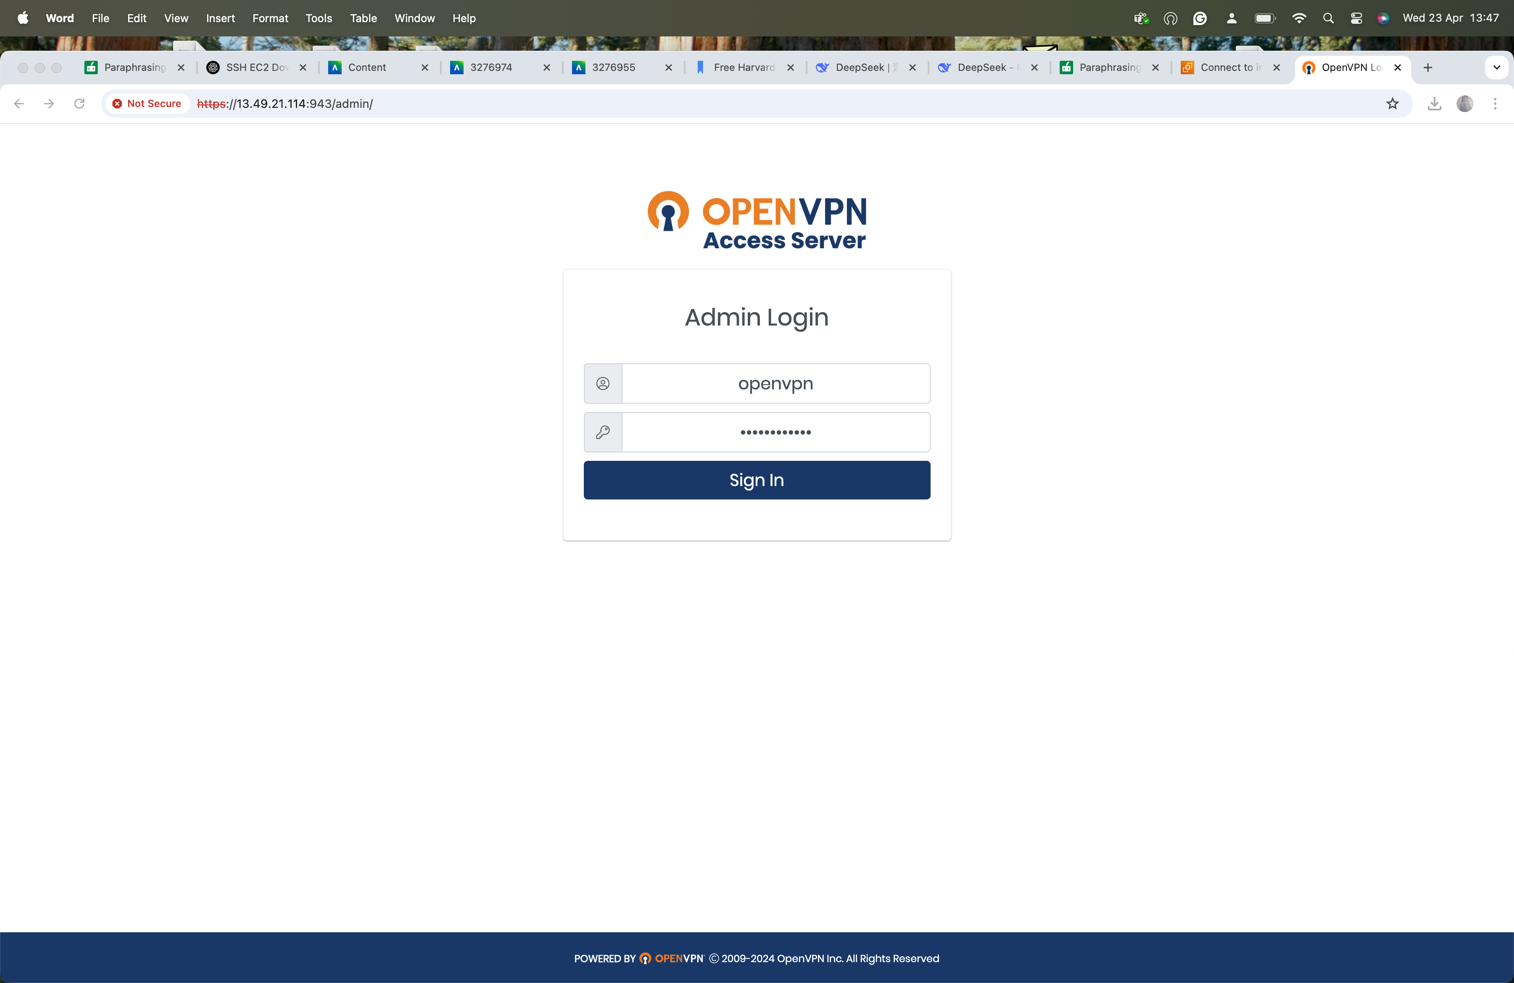 Word File Edit View Insert Format Tools Table Window Help Wed 23 Apr 13:47
Paraphrasing SSH EC2 Dov Content 3276974 3276955 Free Harvard DeepSeek | DeepSeek - Paraphrasing Connect to in OpenVPN Lo
Not Secure https://13.49.21.114:943/admin/
OPENVPN
Access Server
Admin Login
openvpn
••••••••••••
Sign In
POWERED BY OPENVPN © 2009-2024 OpenVPN Inc. All Rights Reserved